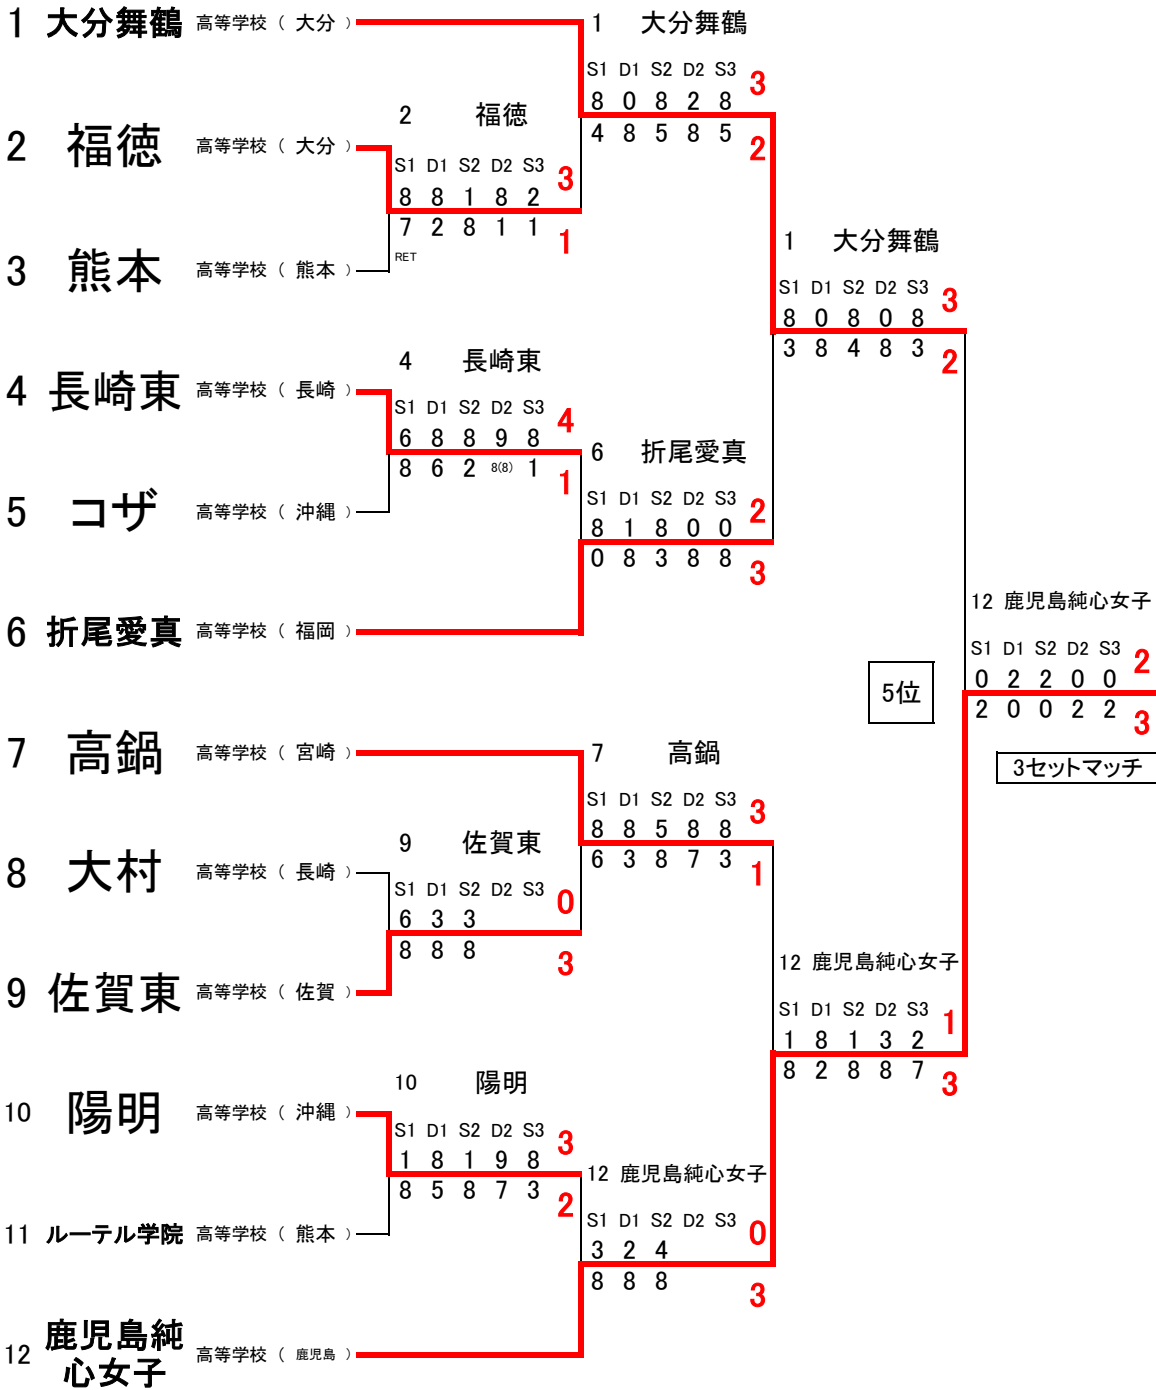 1 大分舞鶴 高等学校 ( 大分 )
1 大分舞鶴
S1 D1 S2 D2 S3
3
8 0 8 2 8
4 8 5 8 5
2
2 福徳
2 福徳 高等学校 ( 大分 )
S1 D1 S2 D2 S3
3
8 8 1 8 2
7 2 8 1 1
1
RET
3 熊本 高等学校 ( 熊本 )
1 大分舞鶴
S1 D1 S2 D2 S3
3
8 0 8 0 8
3 8 4 8 3
2
4 長崎東
4 長崎東 高等学校 ( 長崎 )
S1 D1 S2 D2 S3
4
6 8 8 9 8
8 6 2 8(8) 1
1
6 折尾愛真
S1 D1 S2 D2 S3
2
8 1 8 0 0
0 8 3 8 8
3
5 コザ 高等学校 ( 沖縄 )
6 折尾愛真 高等学校 ( 福岡 )
12 鹿児島純心女子
S1 D1 S2 D2 S3
2
0 2 2 0 0
2 0 0 2 2
3
5位
3セットマッチ
7 高鍋 高等学校 ( 宮崎 )
7 高鍋
S1 D1 S2 D2 S3
3
8 8 5 8 8
6 3 8 7 3
1
9 佐賀東
8 大村 高等学校 ( 長崎 )
S1 D1 S2 D2 S3
0
6 3 3
8 8 8
3
9 佐賀東 高等学校 ( 佐賀 )
12 鹿児島純心女子
S1 D1 S2 D2 S3
1
1 8 1 3 2
8 2 8 8 7
3
10 陽明
10 陽明 高等学校 ( 沖縄 )
S1 D1 S2 D2 S3
3
1 8 1 9 8
8 5 8 7 3
2
12 鹿児島純心女子
S1 D1 S2 D2 S3
0
3 2 4
8 8 8
3
11 ルーテル学院 高等学校 ( 熊本 )
鹿児島純
12 高等学校 ( 鹿児島 )
心女子